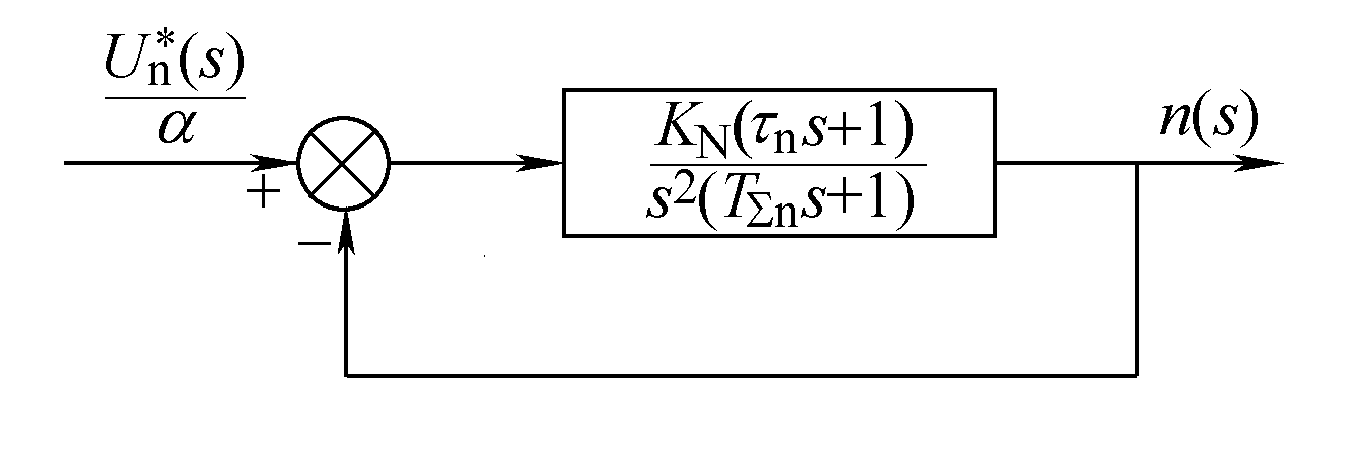 U*n(s)
α
+
−
KN(τns+1)
s²(TΣns+1)
n(s)